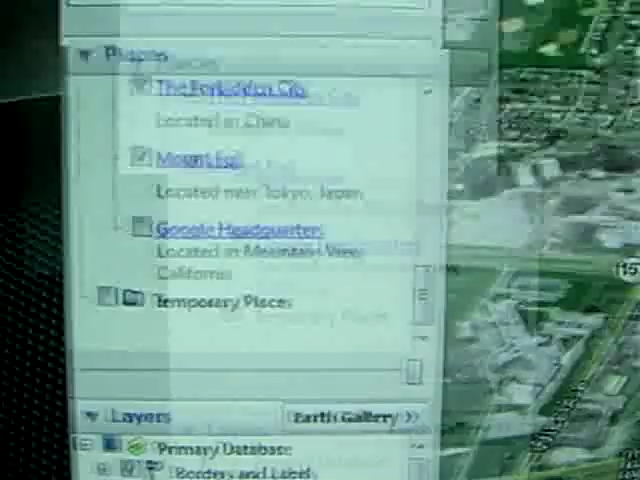 Places
The Forbidden City
Located in China
Mount Fuji
Located near Tokyo, Japan
Google Headquarters
Located in Mountain View,
California
Temporary Places
Layers
Earth Gallery >>
Primary Database
Borders and Labels